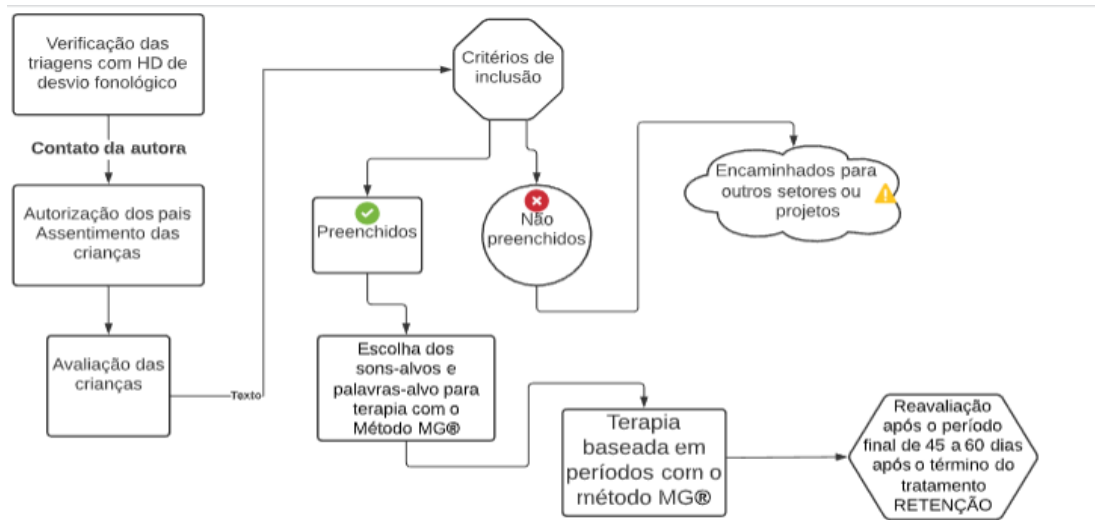 Verificação das
triagens com HD de
desvio fonológico
Contato da autora
Autorização dos pais
Assentimento das
crianças
Avaliação das
crianças
Texto
Critérios de
inclusão
Preenchidos
Não
preenchidos
Encaminhados para
outros setores ou
projetos
Escolha dos
sons-alvos e
palavras-alvo para
terapia com o
Método MG®
Terapia
baseada em
períodos com o
método MG®
Reavaliação
após o período
final de 45 a 60 dias
após o término do
tratamento
RETENÇÃO